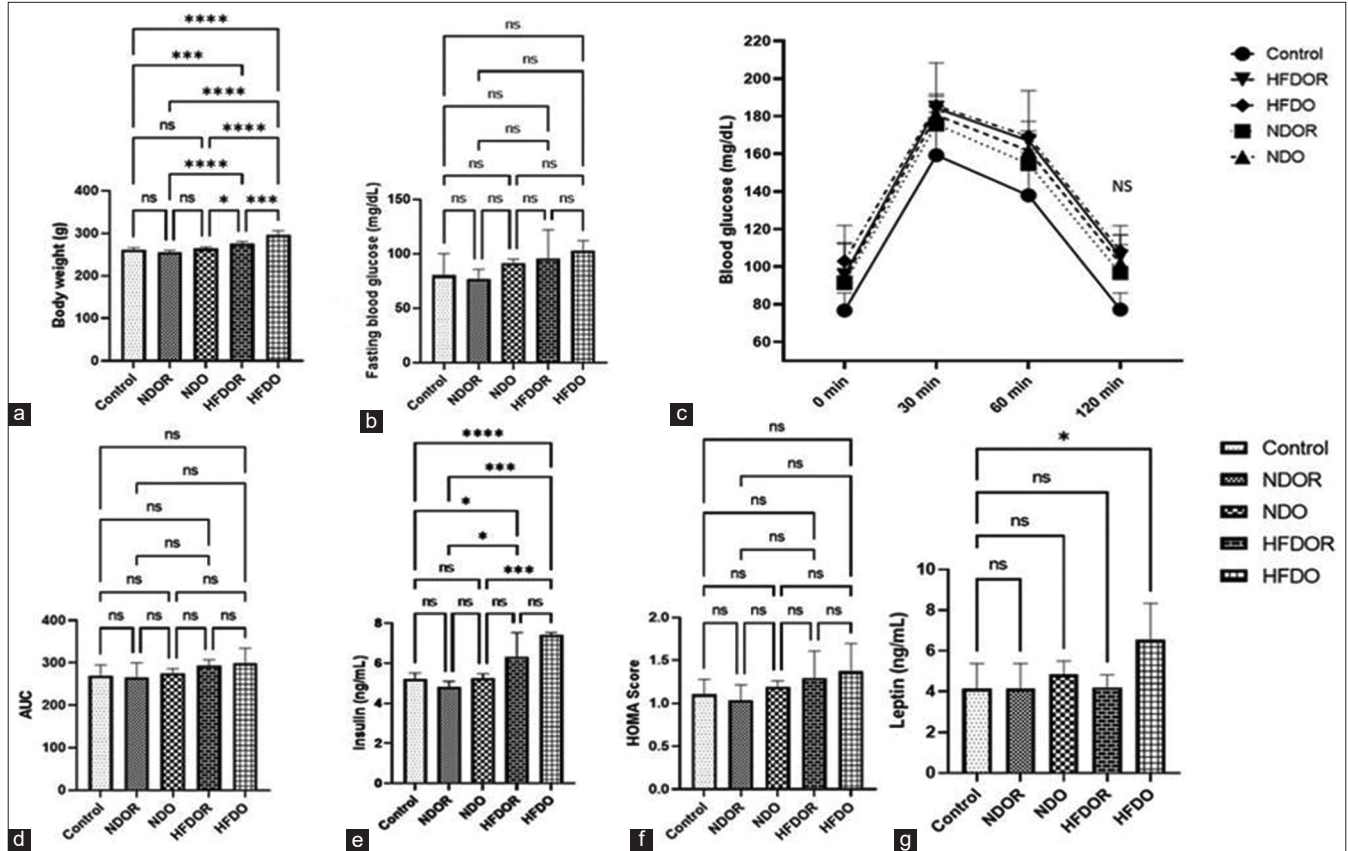 ****
***
****
ns
****
****
ns
ns
*
***
Body weight (g)
400
300
200
100
0
Control
NDOR
NDO
HFDOR
HFDO
a
ns
ns
ns
ns
ns
ns
ns
ns
ns
ns
Fasting blood glucose (mg/dL)
150
100
50
0
Control
NDOR
NDO
HFDOR
HFDO
b
Blood glucose (mg/dL)
220
200
180
160
140
120
100
80
60
NS
0 min
30 min
60 min
120 min
Control
HFDOR
HFDO
NDOR
NDO
c
ns
ns
ns
ns
ns
ns
ns
ns
ns
ns
AUC
400
300
200
100
0
Control
NDOR
NDO
HFDOR
HFDO
d
****
***
*
*
ns
***
ns
ns
ns
ns
Insulin (ng/mL)
8
6
4
2
0
Control
NDOR
NDO
HFDOR
HFDO
e
ns
ns
ns
ns
ns
ns
ns
ns
ns
ns
HOMA Score
2.0
1.5
1.0
0.5
0.0
Control
NDOR
NDO
HFDOR
HFDO
f
*
ns
ns
ns
Leptin (ng/mL)
10
8
6
4
2
0
Control
NDOR
NDO
HFDOR
HFDO
g
Control
NDOR
NDO
HFDOR
HFDO